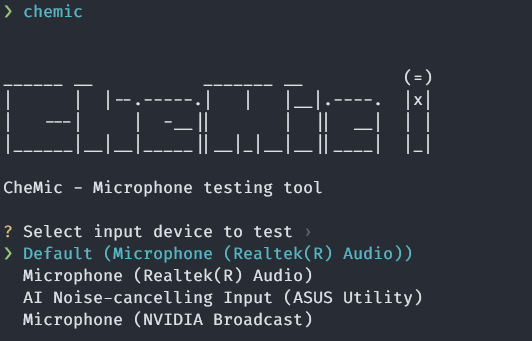 ❯ chemic
CheMic
(=)
|x|
CheMic - Microphone testing tool
? Select input device to test ›
❯ Default (Microphone (Realtek(R) Audio))
Microphone (Realtek(R) Audio)
AI Noise-cancelling Input (ASUS Utility)
Microphone (NVIDIA Broadcast)